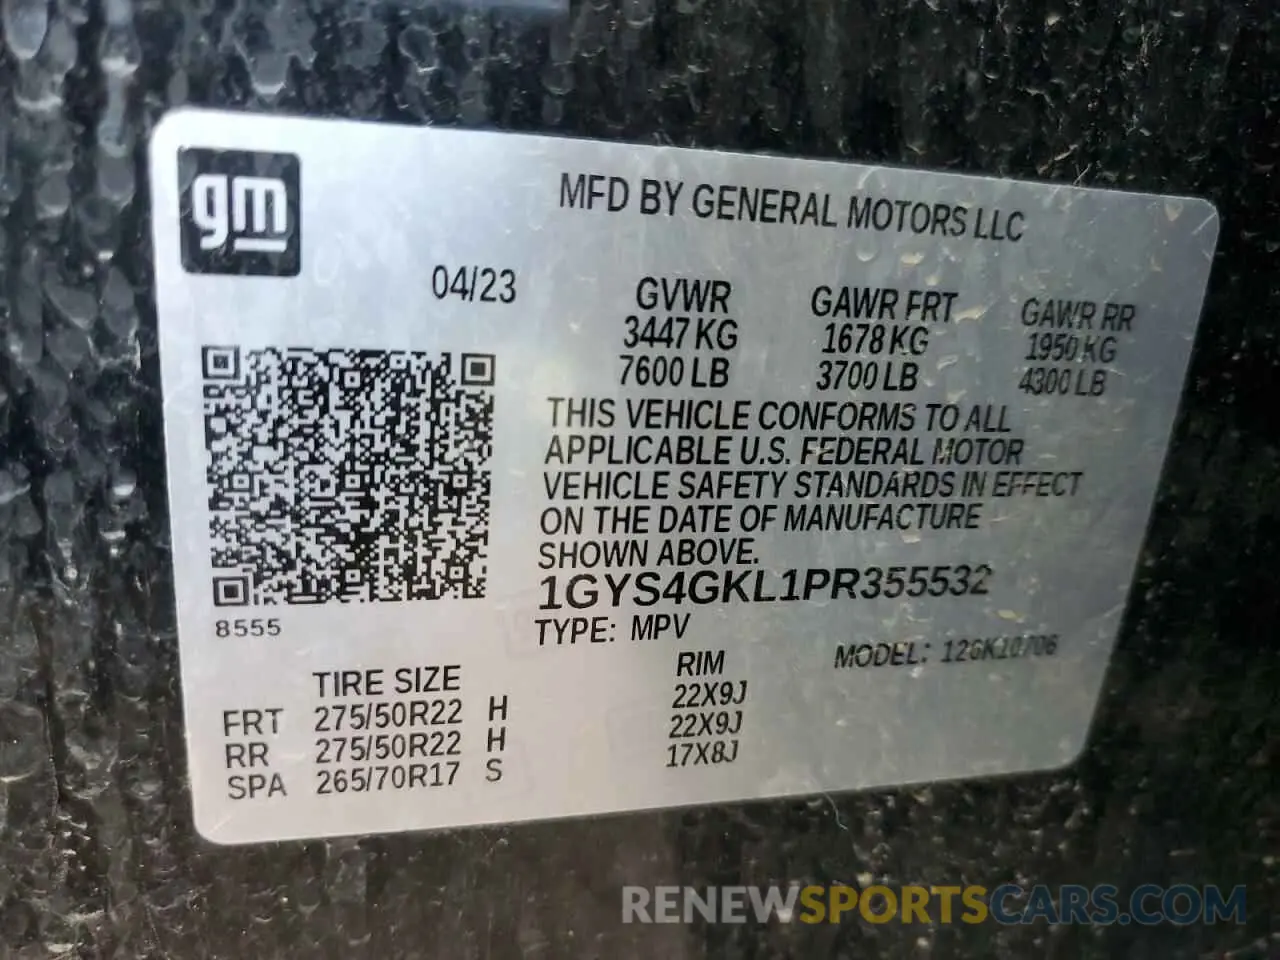 gm
MFD BY GENERAL MOTORS LLC
04/23
GVWR GAWR FRT GAWR RR
3447 KG 1678 KG 1950 KG
7600 LB 3700 LB 4300 LB
THIS VEHICLE CONFORMS TO ALL
APPLICABLE U.S. FEDERAL MOTOR
VEHICLE SAFETY STANDARDS IN EFFECT
ON THE DATE OF MANUFACTURE
SHOWN ABOVE.
1GYS4GKL1PR355532
8555
TYPE: MPV
MODEL: 126K10706
TIRE SIZE RIM
FRT 275/50R22 H 22X9J
RR 275/50R22 H 22X9J
SPA 265/70R17 S 17X8J
RENEWSPORTSCARS.COM